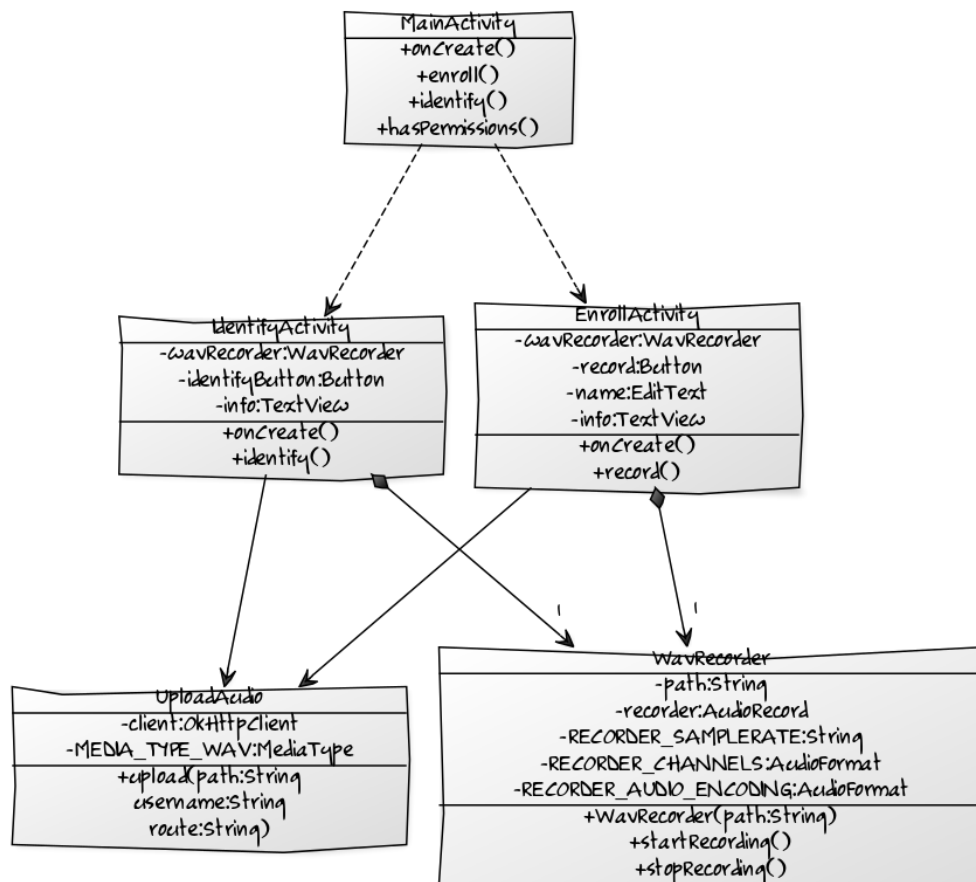 MainActivity
+onCreate()
+enroll()
+identify()
+hasPermissions()
IdentifyActivity
-wavRecorder:WavRecorder
-identifyButton:Button
-info:TextView
+onCreate()
+identify()
EnrollActivity
-wavRecorder:WavRecorder
-record:Button
-name:EditText
-info:TextView
+onCreate()
+record()
1
1
UploadAudio
-client:OkHttpClient
-MEDIA_TYPE_WAV:MediaType
+upload(path:String
username:String
route:String)
WavRecorder
-path:String
-recorder:AudioRecord
-RECORDER_SAMPLERATE:String
-RECORDER_CHANNELS:AudioFormat
-RECORDER_AUDIO_ENCODING:AudioFormat
+WavRecorder(path:String)
+startRecording()
+stopRecording()